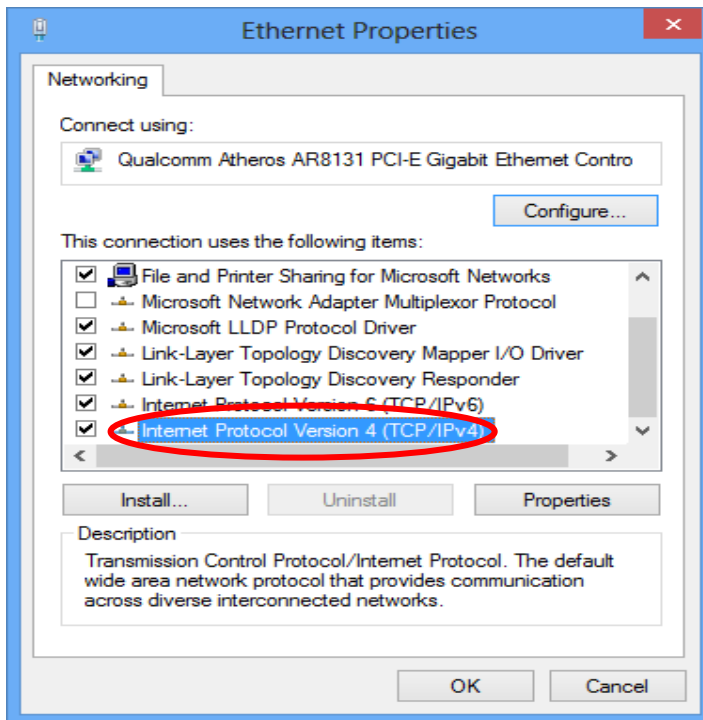 Ethernet Properties
Networking
Connect using:
Qualcomm Atheros AR8131 PCI-E Gigabit Ethernet Contro
Configure...
This connection uses the following items:
File and Printer Sharing for Microsoft Networks
Microsoft Network Adapter Multiplexor Protocol
Microsoft LLDP Protocol Driver
Link-Layer Topology Discovery Mapper I/O Driver
Link-Layer Topology Discovery Responder
Internet Protocol Version 6 (TCP/IPv6)
Internet Protocol Version 4 (TCP/IPv4)
Install...
Uninstall
Properties
Description
Transmission Control Protocol/Internet Protocol. The default
wide area network protocol that provides communication
across diverse interconnected networks.
OK
Cancel